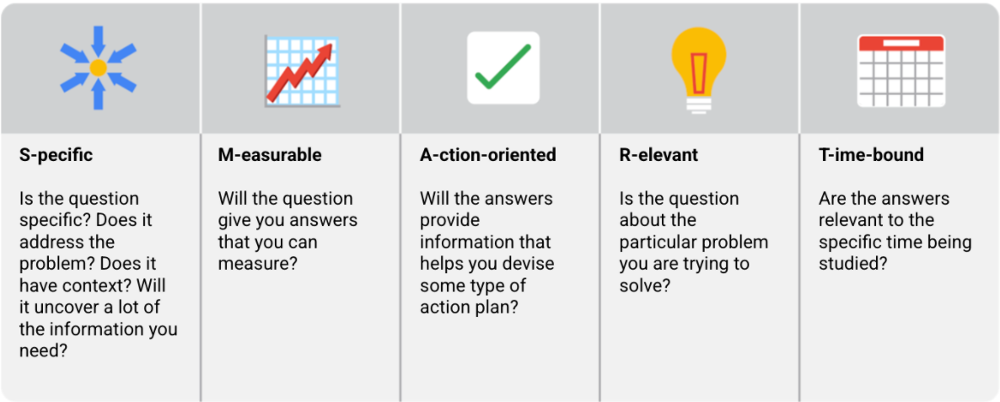 S-pecific
Is the question
specific? Does it
address the
problem? Does it
have context? Will
it uncover a lot of
the information you
need?
M-easurable
Will the question
give you answers
that you can
measure?
A-ction-oriented
Will the answers
provide
information that
helps you devise
some type of
action plan?
R-elevant
Is the question
about the
particular problem
you are trying to
solve?
T-ime-bound
Are the answers
relevant to the
specific time being
studied?